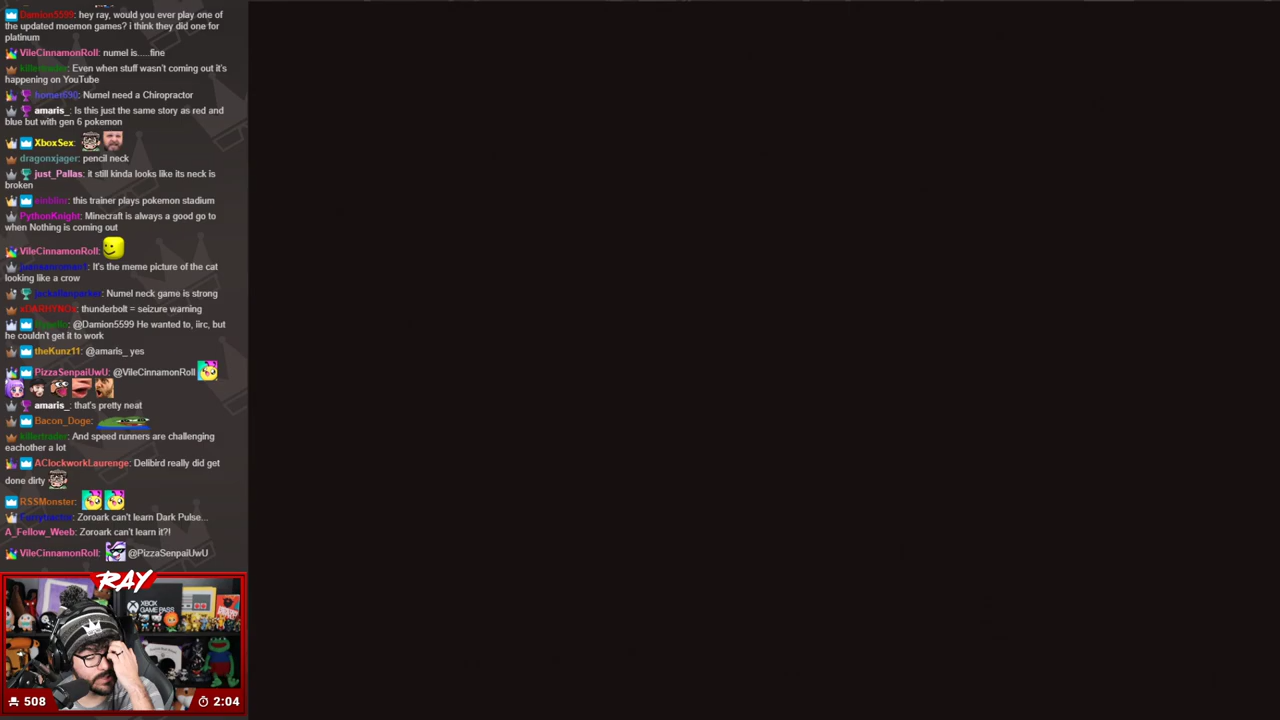 Damion5599: hey ray, would you ever play one of
the updated moemon games? i think they did one for
platinum
VileCinnamonRoll: numel is.....fine
killertrader: Even when stuff wasn't coming out it's
happening on YouTube
homer690: Numel need a Chiropractor
amaris_: Is this just the same story as red and
blue but with gen 6 pokemon
XboxSex:
dragonxjager: pencil neck
just_Pallas: it still kinda looks like its neck is
broken
this trainer plays pokemon stadium
PythonKnight: Minecraft is always a good go to
when Nothing is coming out
VileCinnamonRoll:
It's the meme picture of the cat
looking like a crow
jackallanparker: Numel neck game is strong
thunderbolt = seizure warning
@Damion5599 He wanted to, iirc, but
he couldn't get it to work
theKunz11: @amaris_ yes
PizzaSenpaiUwU: @VileCinnamonRoll
amaris_: that's pretty neat
Bacon_Doge:
killertrader: And speed runners are challenging
eachother a lot
AClockworkLaurenge: Delibird really did get
done dirty
RSSMonster:
Zoroark can't learn Dark Pulse...
A_Fellow_Weeb: Zoroark can't learn it?!
VileCinnamonRoll: @PizzaSenpaiUwU
RAY
XBOX
GAME PASS
508
2:04